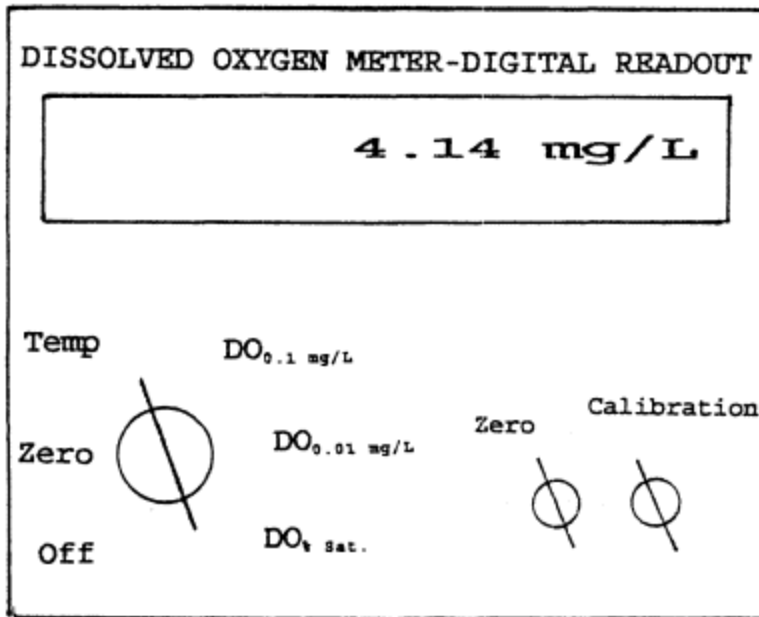 DISSOLVED OXYGEN METER-DIGITAL READOUT
4.14 mg/L
Temp
DO0.1 mg/L
Calibration
Zero
Zero
DO0.01 mg/L
Off
DO% Sat.